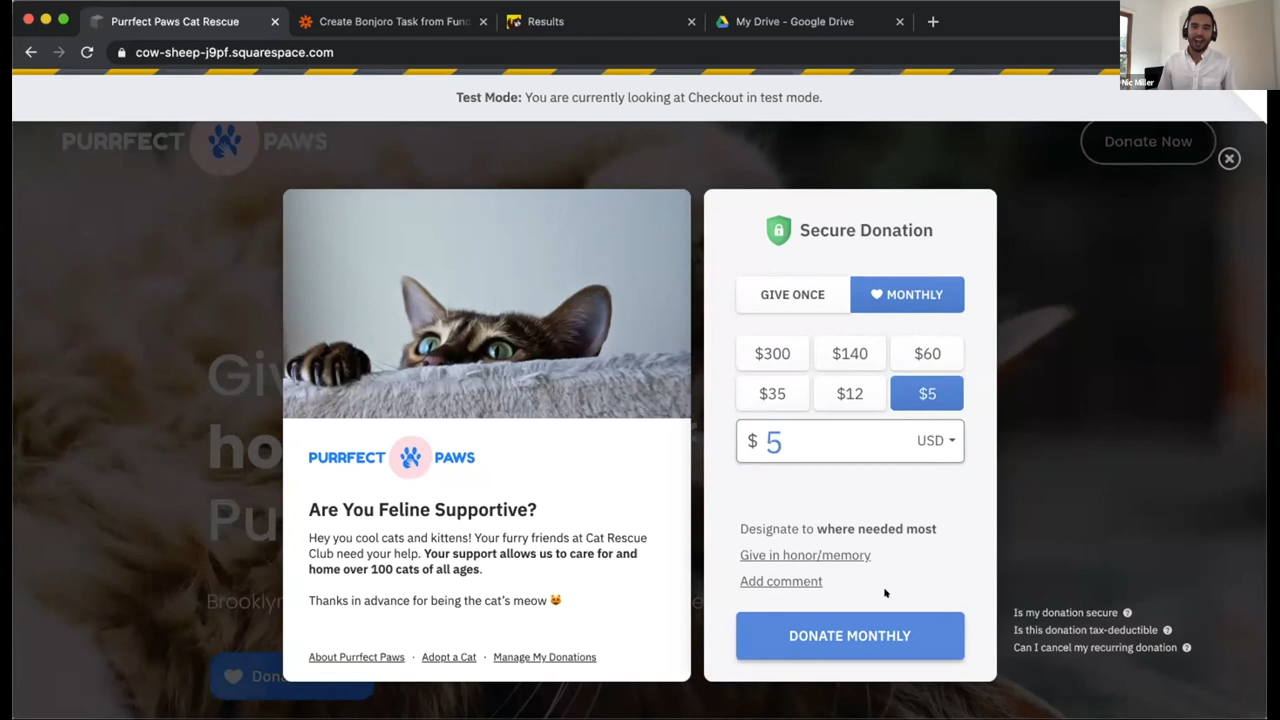 Purrfect Paws Cat Rescue
Create Bonjoro Task from Fund
Results
My Drive - Google Drive
cow-sheep-j9pf.squarespace.com
Nic Miller
Test Mode: You are currently looking at Checkout in test mode.
PURRFECT PAWS
Donate Now
Secure Donation
GIVE ONCE
MONTHLY
$300 $140 $60
$35 $12 $5
$ 5 USD
Designate to where needed most
Give in honor/memory
Add comment
DONATE MONTHLY
PURRFECT PAWS
Are You Feline Supportive?
Hey you cool cats and kittens! Your furry friends at Cat Rescue
Club need your help. Your support allows us to care for and
home over 100 cats of all ages.
Thanks in advance for being the cat's meow 😻
About Purrfect Paws · Adopt a Cat · Manage My Donations
Is my donation secure ?
Is this donation tax-deductible ?
Can I cancel my recurring donation ?
Brooklyn